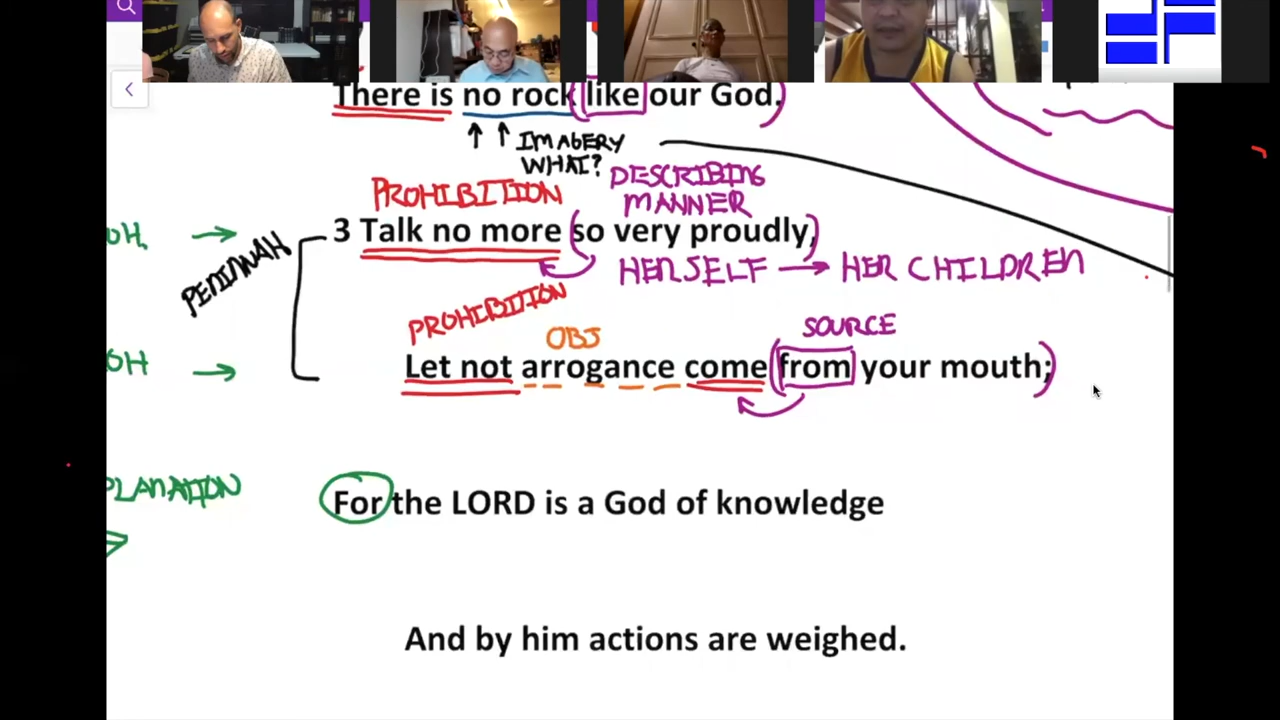 There is no rock like our God.
IMAGERY
WHAT?
PROHIBITION DESCRIBING
MANNER
OH,
3 Talk no more so very proudly,
PENINNAH
HERSELF → HER CHILDREN
PROHIBITION
OBJ SOURCE
OH
Let not arrogance come from your mouth;
PLANATION
For the LORD is a God of knowledge
And by him actions are weighed.